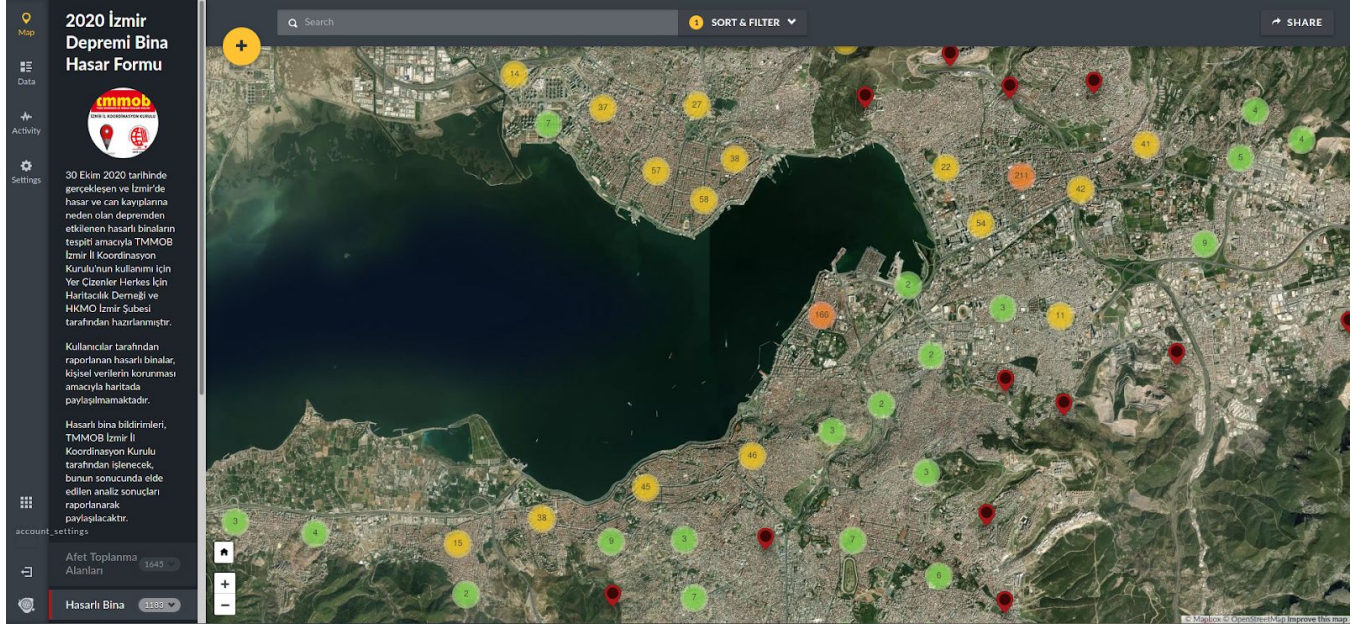 Map
Data
Activity
Settings
account_settings
2020 İzmir
Depremi Bina
Hasar Formu
tmmob
İZMİR İL KOORDİNASYON KURULU
30 Ekim 2020 tarihinde
gerçekleşen ve İzmir'de
hasar ve can kayıplarına
neden olan depremden
etkilenen hasarlı binaların
tespiti amacıyla TMMOB
İzmir İl Koordinasyon
Kurulu'nun kullanımı için
Yer Çizenler Herkes İçin
Haritacılık Derneği ve
HKMO İzmir Şubesi
tarafından hazırlanmıştır.
Kullanıcılar tarafından
raporlanan hasarlı binalar,
kişisel verilerin korunması
amacıyla haritada
paylaşılmamaktadır.
Hasarlı bina bildirimleri,
TMMOB İzmir İl
Koordinasyon Kurulu
tarafından işlenecek,
bunun sonucunda elde
edilen analiz sonuçları
raporlanarak
paylaşılacaktır.
Afet Toplanma
Alanları 1645
Hasarlı Bina 1183
+
Search
1 SORT & FILTER
SHARE
14
37
27
7
4
4
41
38
5
57
22
211
42
58
54
9
2
3
166
11
2
2
3
46
3
45
38
3
4
15
9
3
7
6
2
7
+
−
© Mapbox © OpenStreetMap Improve this map